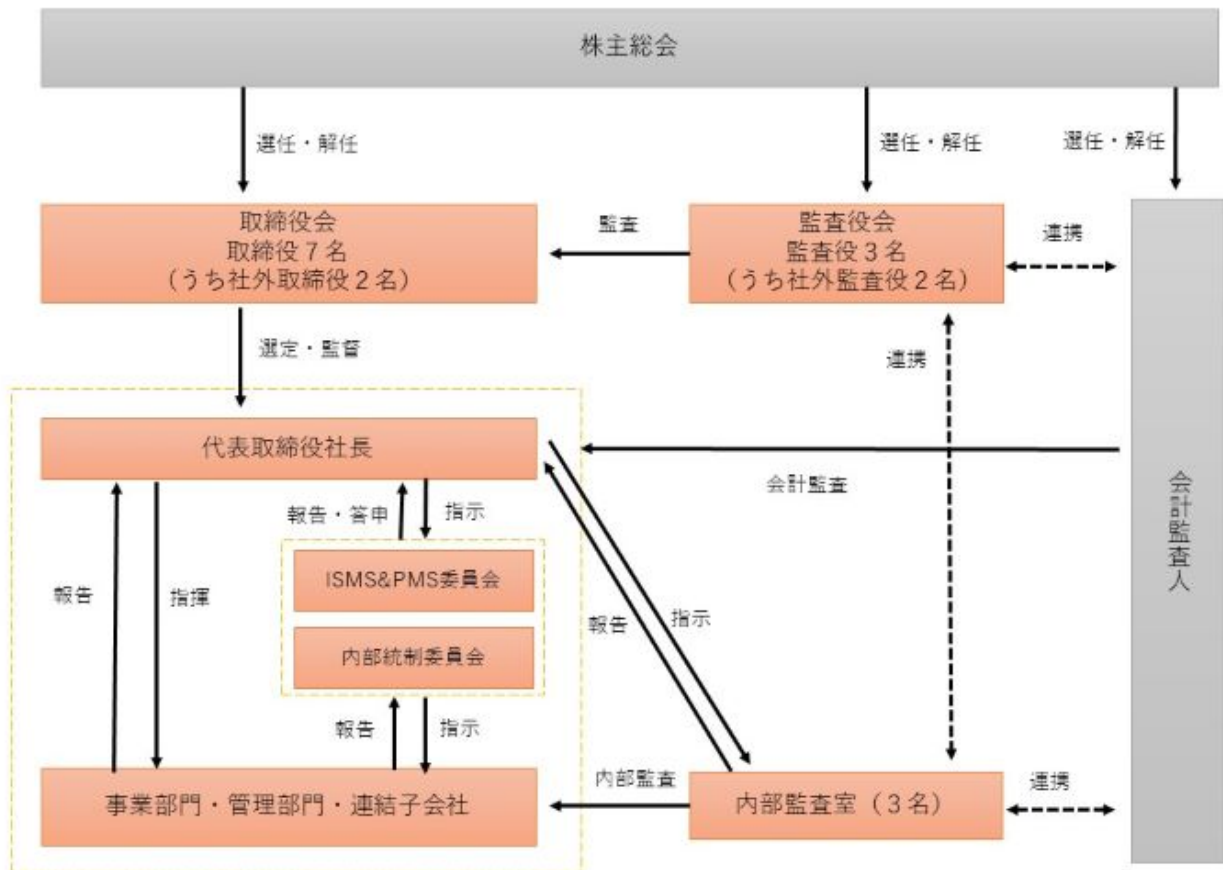 株主総会
選任・解任
選任・解任
選任・解任
取締役会
取締役7名
(うち社外取締役2名)
監査
監査役会
監査役3名
(うち社外監査役2名)
連携
選定・監督
連携
代表取締役社長
会計監査
会計監査人
報告・答申
指示
ISMS&PMS委員会
報告
指揮
報告
指示
内部統制委員会
報告
指示
内部監査
事業部門・管理部門・連結子会社
内部監査室(3名)
連携